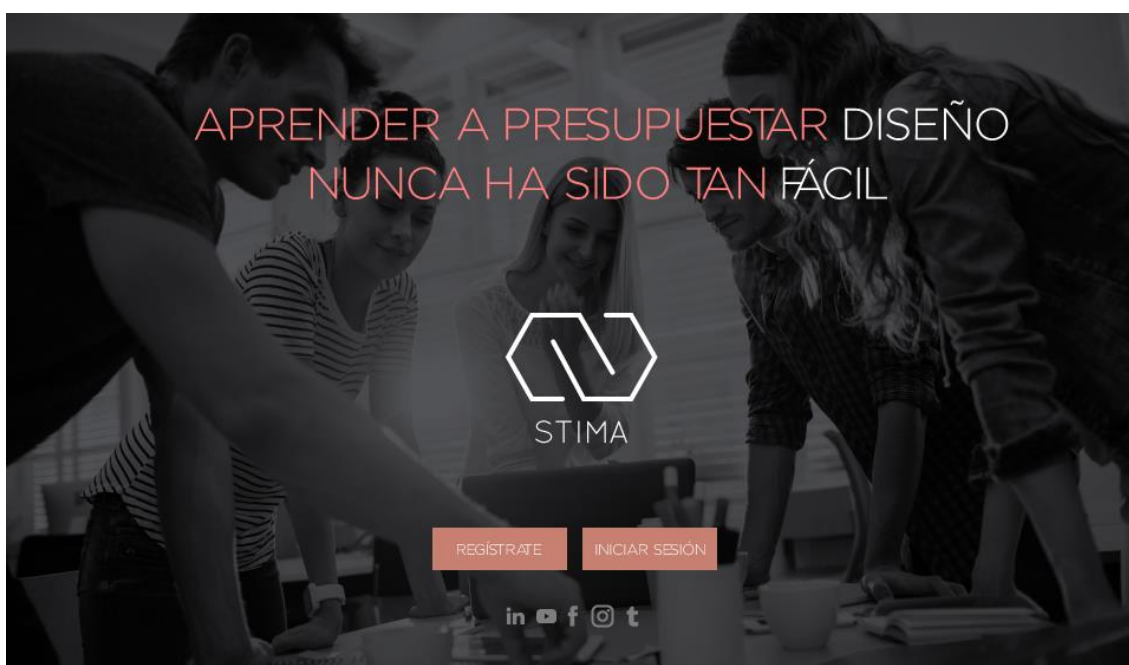 APRENDER A PRESUPUESTAR DISEÑO
NUNCA HA SIDO TAN FÁCIL
STIMA
REGÍSTRATE
INICIAR SESIÓN